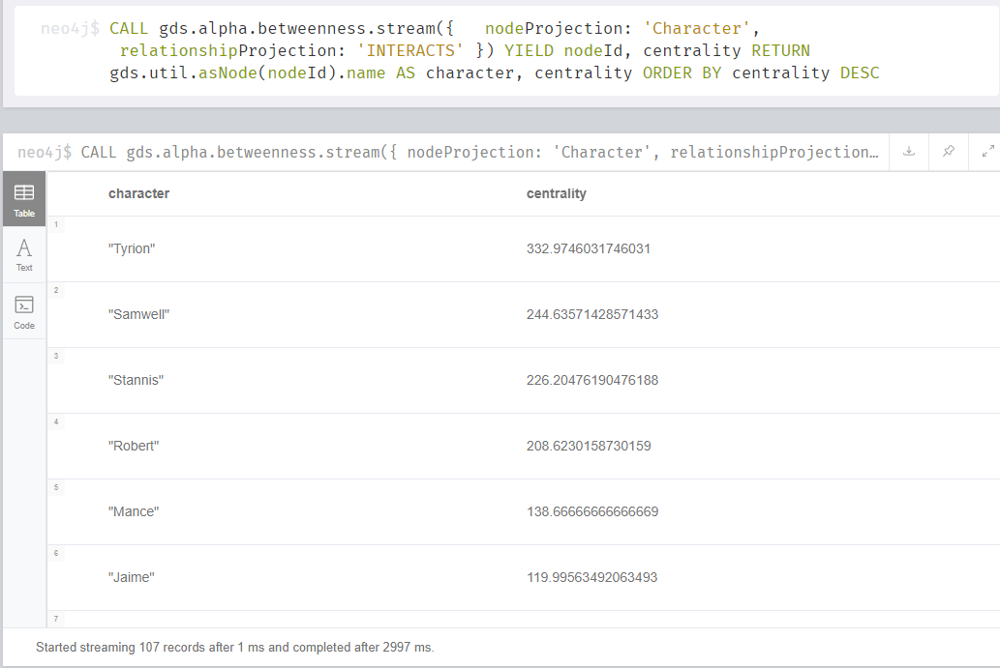 neo4j$ CALL gds.alpha.betweenness.stream({   nodeProjection: 'Character',
relationshipProjection: 'INTERACTS' }) YIELD nodeId, centrality RETURN
gds.util.asNode(nodeId).name AS character, centrality ORDER BY centrality DESC
neo4j$ CALL gds.alpha.betweenness.stream({ nodeProjection: 'Character', relationshipProjection…
character centrality
Table
1
"Tyrion" 332.9746031746031
Text
2
"Samwell" 244.63571428571433
Code
3
"Stannis" 226.20476190476188
4
"Robert" 208.6230158730159
5
"Mance" 138.66666666666669
6
"Jaime" 119.99563492063493
7
Started streaming 107 records after 1 ms and completed after 2997 ms.